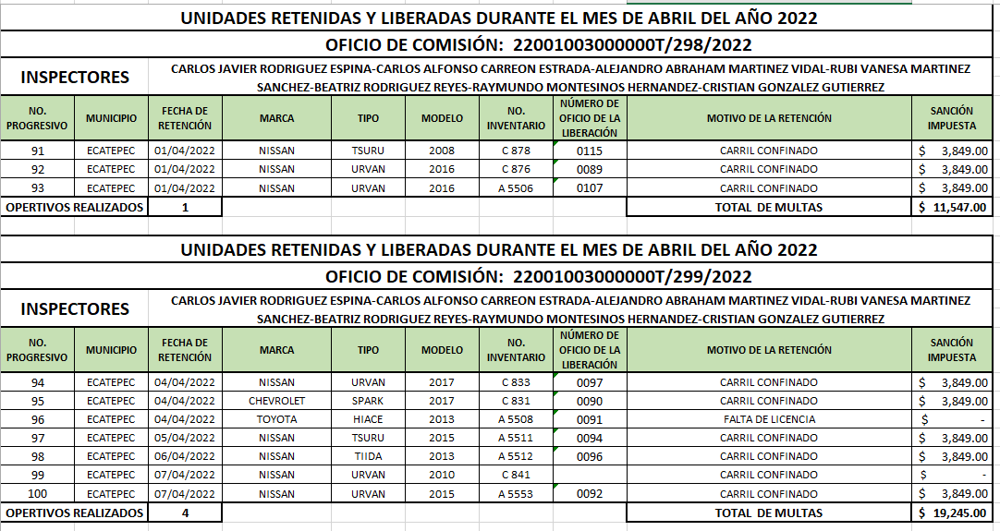 UNIDADES RETENIDAS Y LIBERADAS DURANTE EL MES DE ABRIL DEL AÑO 2022
OFICIO DE COMISIÓN: 22001003000000T/298/2022
INSPECTORES
CARLOS JAVIER RODRIGUEZ ESPINA-CARLOS ALFONSO CARREON ESTRADA-ALEJANDRO ABRAHAM MARTINEZ VIDAL-RUBI VANESA MARTINEZ
SANCHEZ-BEATRIZ RODRIGUEZ REYES-RAYMUNDO MONTESINOS HERNANDEZ-CRISTIAN GONZALEZ GUTIERREZ
NO. PROGRESIVO MUNICIPIO FECHA DE RETENCIÓN MARCA TIPO MODELO NO. INVENTARIO NÚMERO DE OFICIO DE LA LIBERACIÓN MOTIVO DE LA RETENCIÓN SANCIÓN IMPUESTA
91 ECATEPEC 01/04/2022 NISSAN TSURU 2008 C 878 0115 CARRIL CONFINADO $ 3,849.00
92 ECATEPEC 01/04/2022 NISSAN URVAN 2016 C 876 0089 CARRIL CONFINADO $ 3,849.00
93 ECATEPEC 01/04/2022 NISSAN URVAN 2016 A 5506 0107 CARRIL CONFINADO $ 3,849.00
OPERTIVOS REALIZADOS 1 TOTAL DE MULTAS $ 11,547.00
UNIDADES RETENIDAS Y LIBERADAS DURANTE EL MES DE ABRIL DEL AÑO 2022
OFICIO DE COMISIÓN: 22001003000000T/299/2022
INSPECTORES
CARLOS JAVIER RODRIGUEZ ESPINA-CARLOS ALFONSO CARREON ESTRADA-ALEJANDRO ABRAHAM MARTINEZ VIDAL-RUBI VANESA MARTINEZ
SANCHEZ-BEATRIZ RODRIGUEZ REYES-RAYMUNDO MONTESINOS HERNANDEZ-CRISTIAN GONZALEZ GUTIERREZ
NO. PROGRESIVO MUNICIPIO FECHA DE RETENCIÓN MARCA TIPO MODELO NO. INVENTARIO NÚMERO DE OFICIO DE LA LIBERACIÓN MOTIVO DE LA RETENCIÓN SANCIÓN IMPUESTA
94 ECATEPEC 04/04/2022 NISSAN URVAN 2017 C 833 0097 CARRIL CONFINADO $ 3,849.00
95 ECATEPEC 04/04/2022 CHEVROLET SPARK 2017 C 831 0090 CARRIL CONFINADO $ 3,849.00
96 ECATEPEC 04/04/2022 TOYOTA HIACE 2013 A 5508 0091 FALTA DE LICENCIA $ -
97 ECATEPEC 05/04/2022 NISSAN TSURU 2015 A 5511 0094 CARRIL CONFINADO $ 3,849.00
98 ECATEPEC 06/04/2022 NISSAN TIIDA 2013 A 5512 0096 CARRIL CONFINADO $ 3,849.00
99 ECATEPEC 07/04/2022 NISSAN URVAN 2010 C 841 CARRIL CONFINADO $ -
100 ECATEPEC 07/04/2022 NISSAN URVAN 2015 A 5553 0092 CARRIL CONFINADO $ 3,849.00
OPERTIVOS REALIZADOS 4 TOTAL DE MULTAS $ 19,245.00